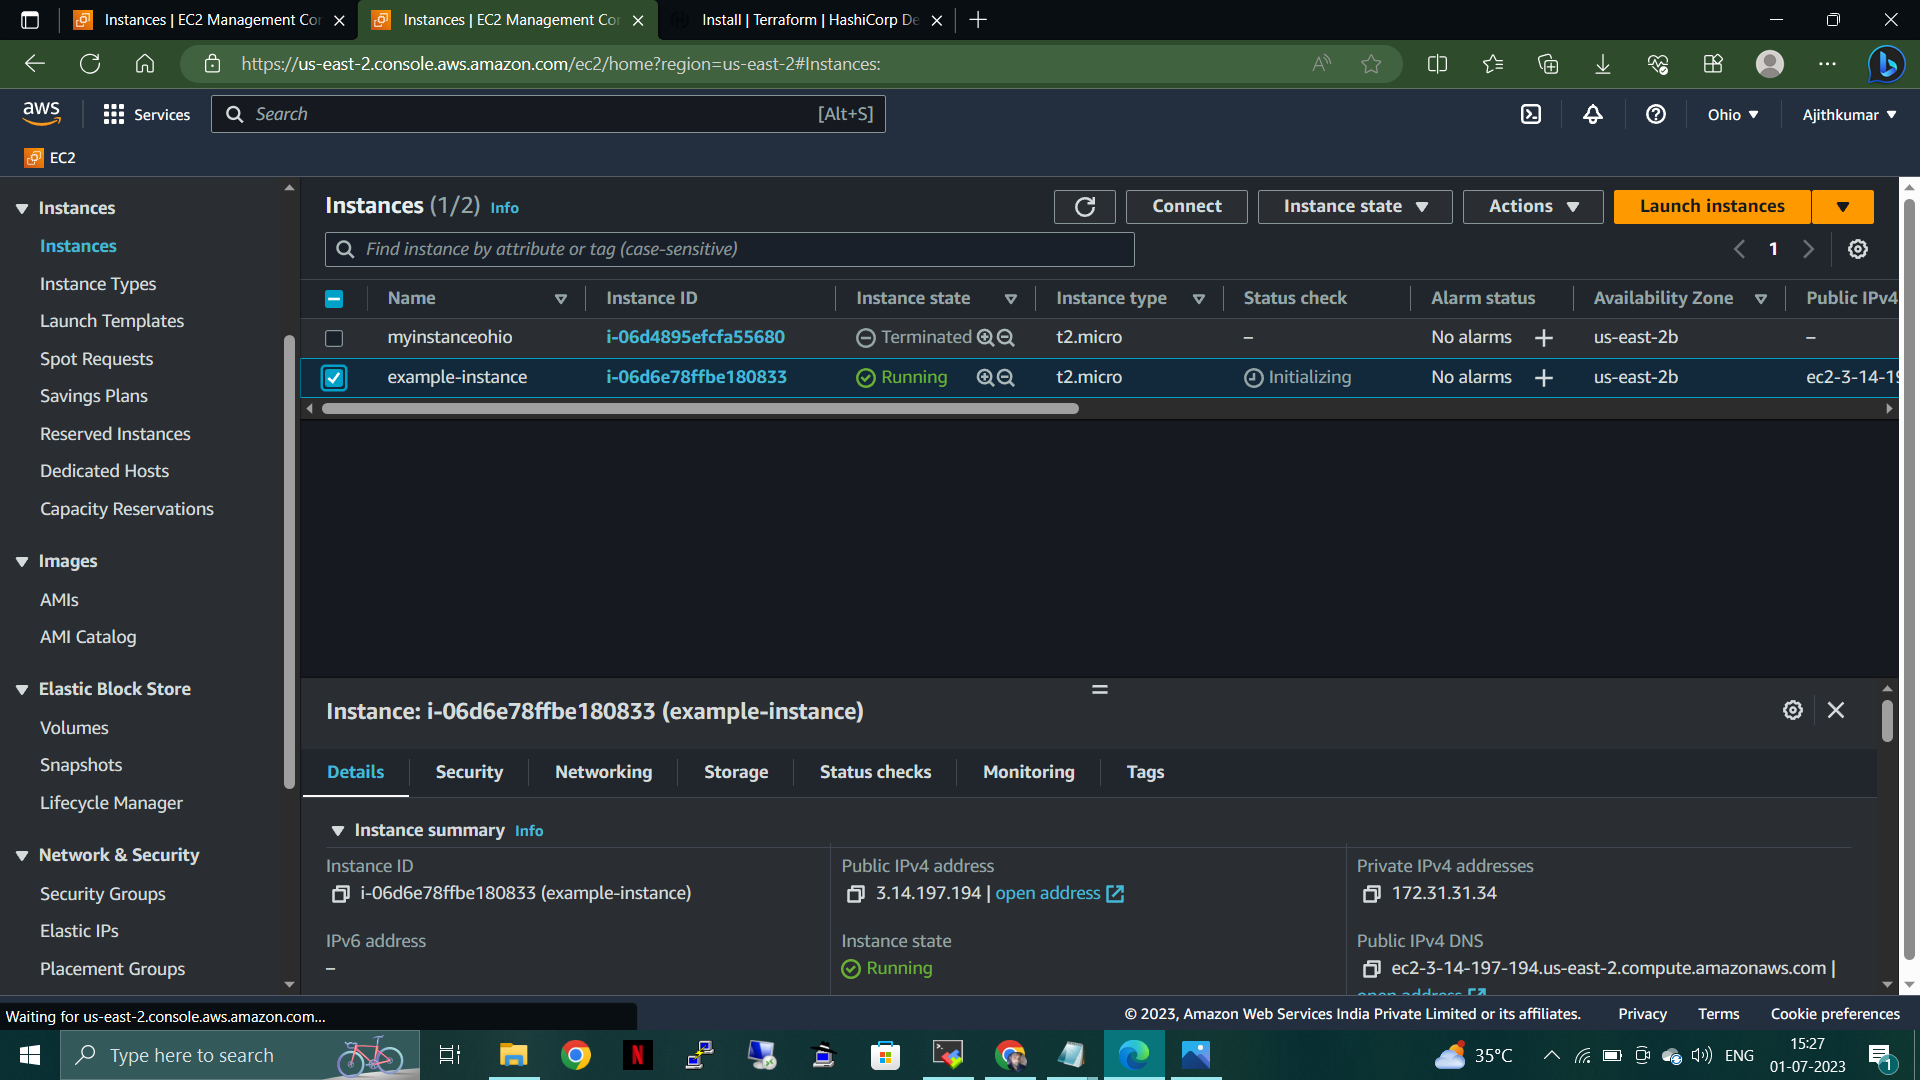 Instances | EC2 Management Co
Instances | EC2 Management Co
Install | Terraform | HashiCorp De
https://us-east-2.console.aws.amazon.com/ec2/home?region=us-east-2#Instances:
aws
Services
Search
[Alt+S]
Ohio
Ajithkumar
EC2
Instances
Instances
Instance Types
Launch Templates
Spot Requests
Savings Plans
Reserved Instances
Dedicated Hosts
Capacity Reservations
Images
AMIs
AMI Catalog
Elastic Block Store
Volumes
Snapshots
Lifecycle Manager
Network & Security
Security Groups
Elastic IPs
Placement Groups
Instances (1/2) Info
Connect
Instance state
Actions
Launch instances
Find instance by attribute or tag (case-sensitive)
1
Name Instance ID Instance state Instance type Status check Alarm status Availability Zone Public IPv4
myinstanceohio i-06d4895efcfa55680 Terminated t2.micro – No alarms + us-east-2b –
example-instance i-06d6e78ffbe180833 Running t2.micro Initializing No alarms + us-east-2b ec2-3-14-19
Instance: i-06d6e78ffbe180833 (example-instance)
Details Security Networking Storage Status checks Monitoring Tags
Instance summary Info
Instance ID
i-06d6e78ffbe180833 (example-instance)
Public IPv4 address
3.14.197.194 | open address
Private IPv4 addresses
172.31.31.34
IPv6 address
–
Instance state
Running
Public IPv4 DNS
ec2-3-14-197-194.us-east-2.compute.amazonaws.com |
open address
Waiting for us-east-2.console.aws.amazon.com...
© 2023, Amazon Web Services India Private Limited or its affiliates.
Privacy Terms Cookie preferences
Type here to search
35°C
ENG
15:27
01-07-2023
1